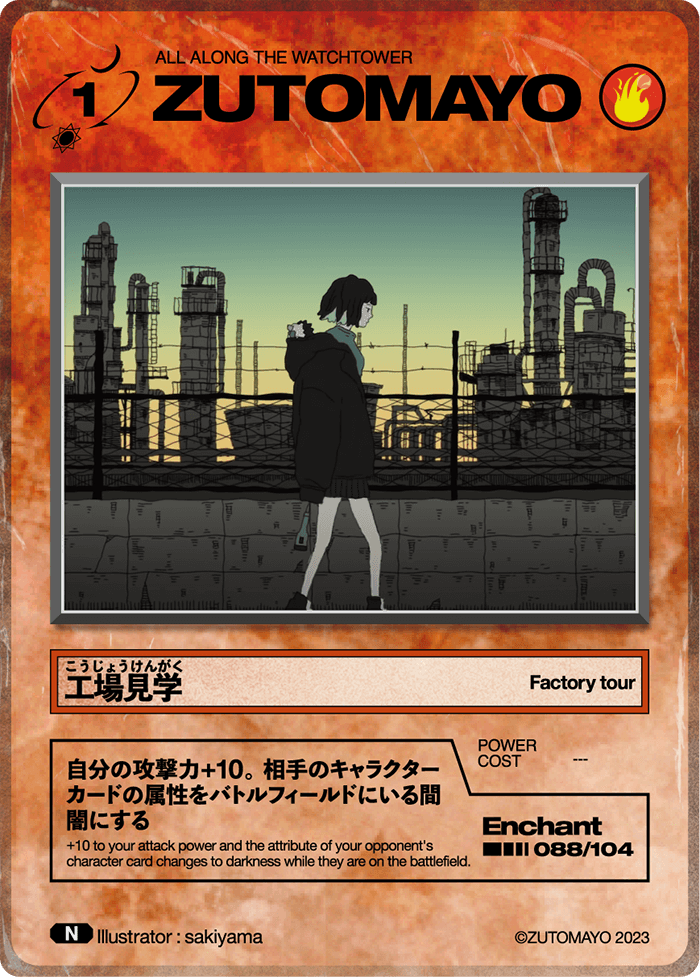 ALL ALONG THE WATCHTOWER
1
ZUTOMAYO
こうじょうけんがく
工場見学
Factory tour
自分の攻撃力+10。相手のキャラクター
カードの属性をバトルフィールドにいる間
闇にする
+10 to your attack power and the attribute of your opponent's
character card changes to darkness while they are on the battlefield.
POWER
COST ---
Enchant
088/104
N Illustrator : sakiyama
©ZUTOMAYO 2023